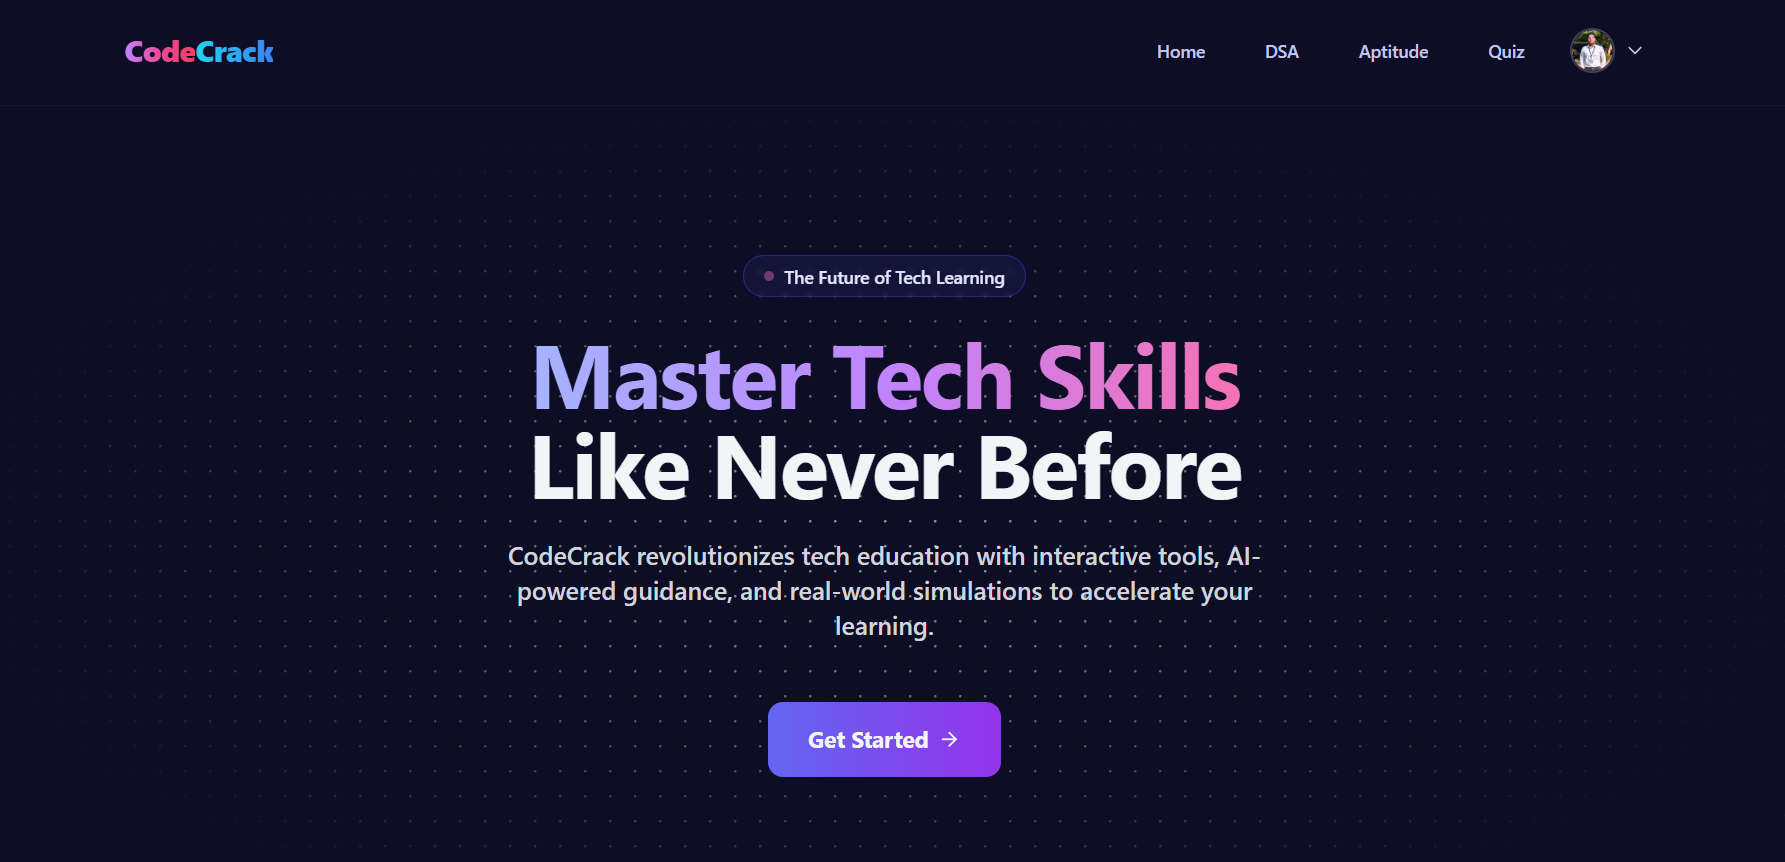 CodeCrack
Home
DSA
Aptitude
Quiz
The Future of Tech Learning
Master Tech Skills
Like Never Before
CodeCrack revolutionizes tech education with interactive tools, AI-
powered guidance, and real-world simulations to accelerate your
learning.
Get Started